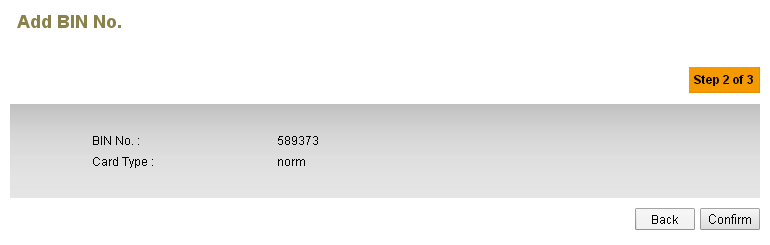 Add BIN No.
Step 2 of 3
BIN No. : 589373
Card Type : norm
Back Confirm